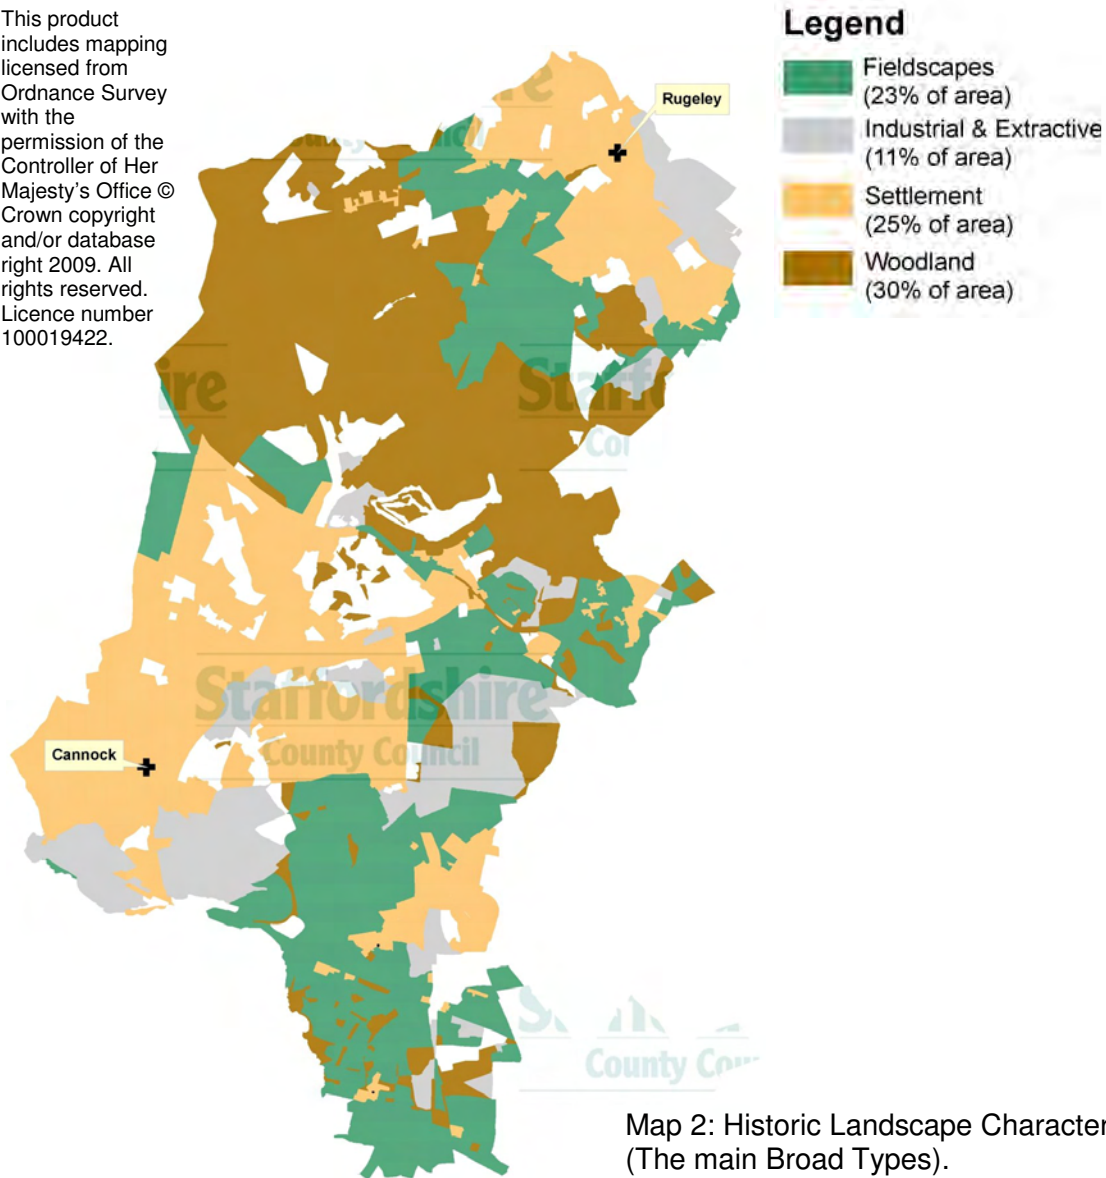 This product
includes mapping
licensed from
Ordnance Survey
with the
permission of the
Controller of Her
Majesty's Office ©
Crown copyright
and/or database
right 2009. All
rights reserved.
Licence number
100019422.
Legend
Fieldscapes
(23% of area)
Industrial & Extractive
(11% of area)
Settlement
(25% of area)
Woodland
(30% of area)
Rugeley
Staffordshire
County Council
Cannock
County Cou
Map 2: Historic Landscape Character
(The main Broad Types).